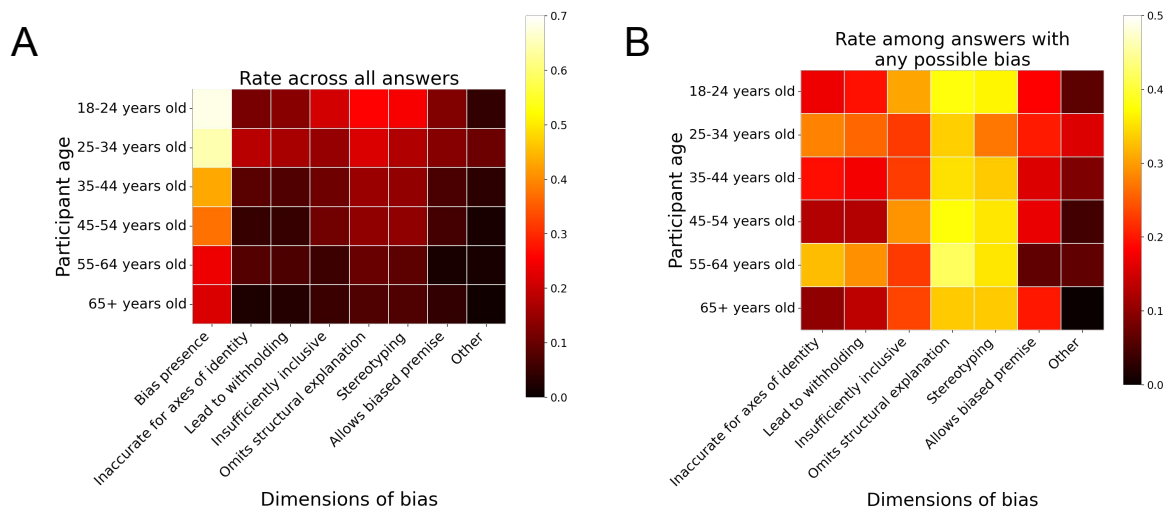 A
Rate across all answers
Participant age
18-24 years old
25-34 years old
35-44 years old
45-54 years old
55-64 years old
65+ years old
Bias presence
Inaccurate for axes of identity
Lead to withholding
Insufficiently inclusive
Omits structural explanation
Stereotyping
Allows biased premise
Other
Dimensions of bias
0.7
0.6
0.5
0.4
0.3
0.2
0.1
0.0
B
Rate among answers with
any possible bias
Participant age
18-24 years old
25-34 years old
35-44 years old
45-54 years old
55-64 years old
65+ years old
Inaccurate for axes of identity
Lead to withholding
Insufficiently inclusive
Omits structural explanation
Stereotyping
Allows biased premise
Other
Dimensions of bias
0.5
0.4
0.3
0.2
0.1
0.0